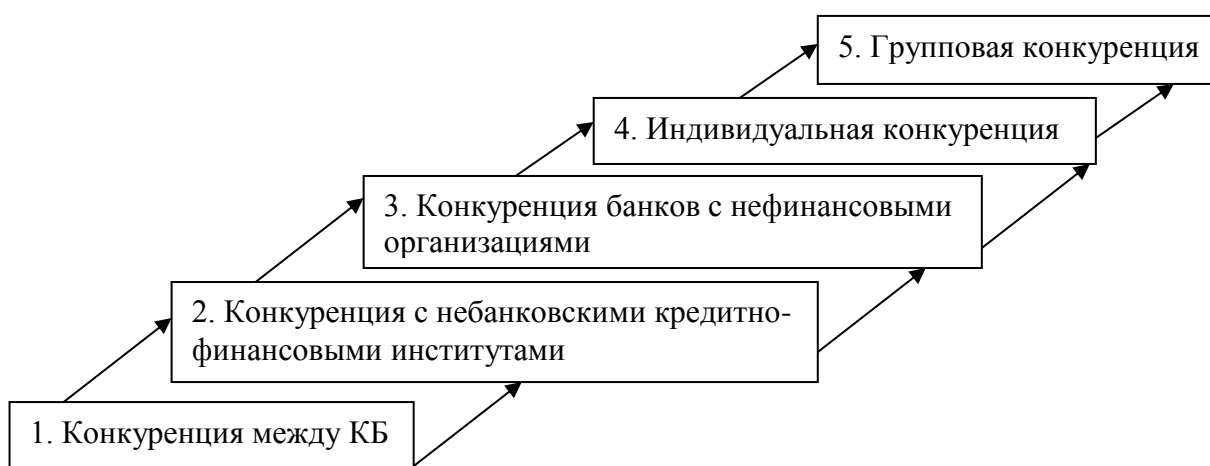 5. Групповая конкуренция
4. Индивидуальная конкуренция
3. Конкуренция банков с нефинансовыми
организациями
2. Конкуренция с небанковскими кредитно-
финансовыми институтами
1. Конкуренция между КБ